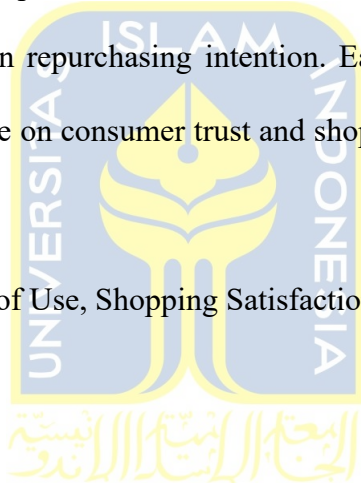 n repurchasing intention. Ea
e on consumer trust and shop
of Use, Shopping Satisfactio
ISLAM
UNIVERSITAS
INDONESIA